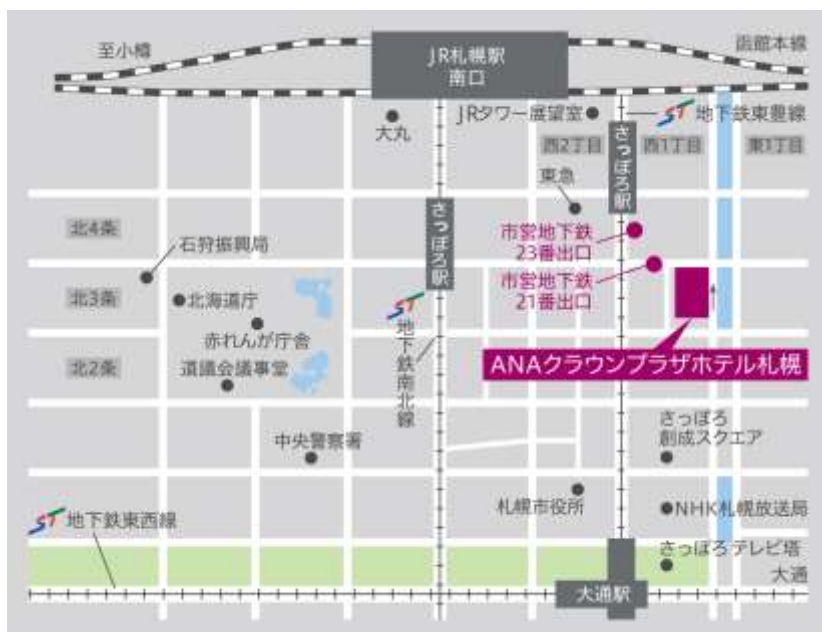 至小樽
函館本線
JR札幌駅
南口
大丸
JRタワー展望室
ST
地下鉄東豊線
西2丁目
西1丁目
東1丁目
さっぽろ駅
東急
さっぽろ駅
北4条
石狩振興局
市営地下鉄
23番出口
市営地下鉄
21番出口
北3条
北海道庁
赤れんが庁舎
ST
地下鉄南北線
北2条
道議会議事堂
ANAクラウンプラザホテル札幌
さっぽろ
創成スクエア
中央警察署
札幌市役所
NHK札幌放送局
ST
地下鉄東西線
さっぽろテレビ塔
大通
大通駅